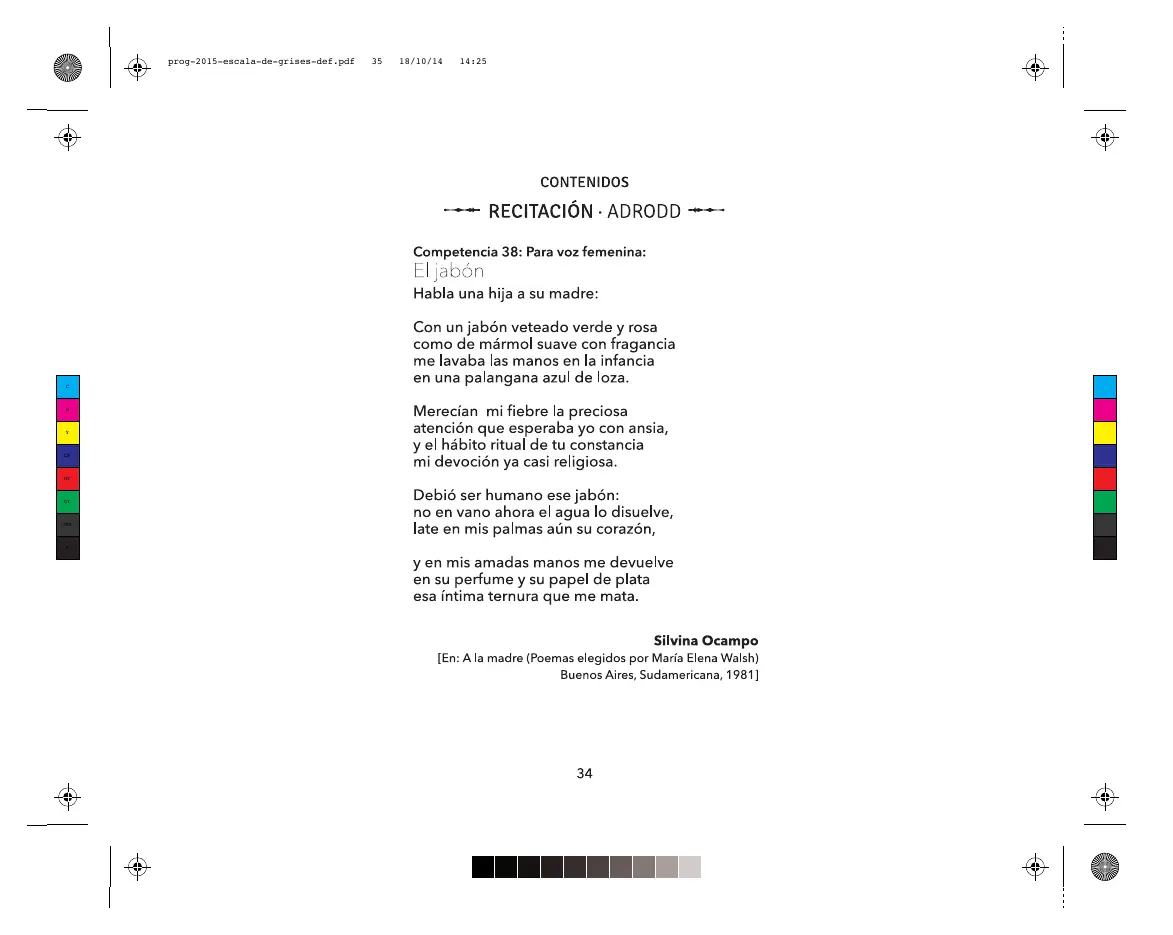 prog-2015-escala-de-grises-def.pdf   35   18/10/14   14:25
CONTENIDOS
RECITACIÓN · ADRODD
Competencia 38: Para voz femenina:
El jabón
Habla una hija a su madre:
Con un jabón veteado verde y rosa
como de mármol suave con fragancia
me lavaba las manos en la infancia
en una palangana azul de loza.
Merecían  mi fiebre la preciosa
atención que esperaba yo con ansia,
y el hábito ritual de tu constancia
mi devoción ya casi religiosa.
Debió ser humano ese jabón:
no en vano ahora el agua lo disuelve,
late en mis palmas aún su corazón,
y en mis amadas manos me devuelve
en su perfume y su papel de plata
esa íntima ternura que me mata.
Silvina Ocampo
[En: A la madre (Poemas elegidos por María Elena Walsh)
Buenos Aires, Sudamericana, 1981]
34